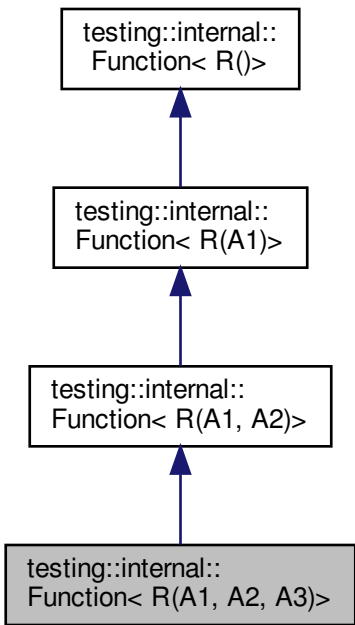 testing::internal::
Function< R()>
testing::internal::
Function< R(A1)>
testing::internal::
Function< R(A1, A2)>
testing::internal::
Function< R(A1, A2, A3)>